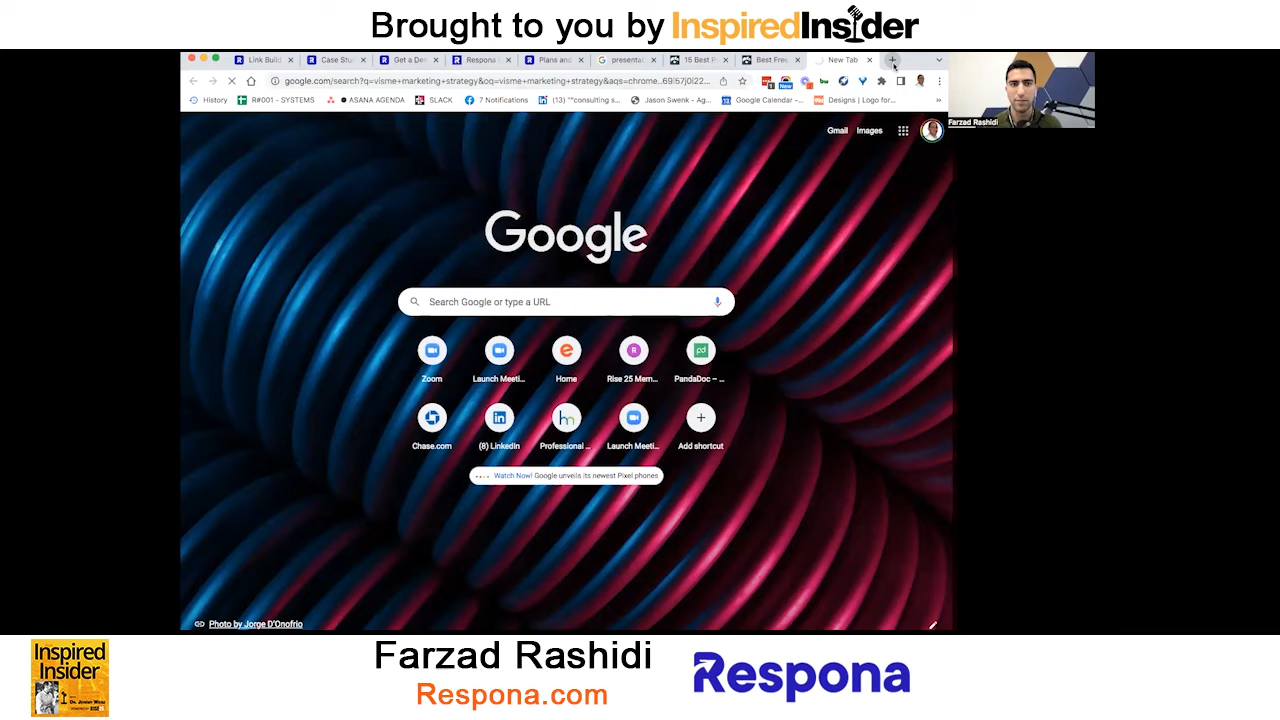 Brought to you by InspiredInsider
Link Build Case Stu Get a De Respona Plans and presenta 15 Best P Best Free New Tab
google.com/search?q=visme+marketing+strategy&oq=visme+marketing+strategy&aqs=chrome..69i57j0i22...
History R#001 - SYSTEMS ASANA AGENDA SLACK 7 Notifications (13) ""consulting s... Jason Swenk - Ag... Google Calendar -... Designs | Logo for... »
Farzad Rashidi
Gmail Images
Google
Search Google or type a URL
Zoom Launch Meeti... Home Rise 25 Mem... PandaDoc – ...
Chase.com (8) LinkedIn Professional ... Launch Meeti... Add shortcut
Watch Now! Google unveils its newest Pixel phones
Photo by Jorge D'Onofrio
Inspired
Insider
Farzad Rashidi
Respona.com
Respona